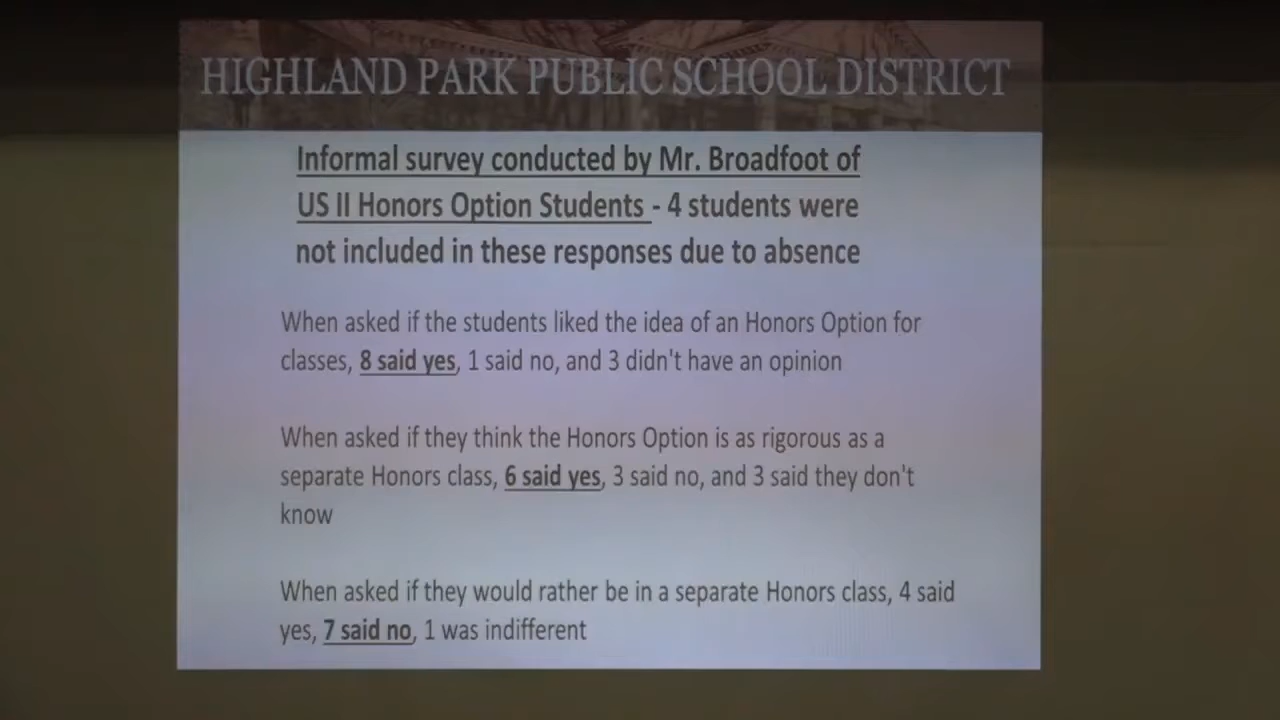 HIGHLAND PARK PUBLIC SCHOOL DISTRICT
Informal survey conducted by Mr. Broadfoot of
US II Honors Option Students - 4 students were
not included in these responses due to absence
When asked if the students liked the idea of an Honors Option for
classes, 8 said yes, 1 said no, and 3 didn't have an opinion
When asked if they think the Honors Option is as rigorous as a
separate Honors class, 6 said yes, 3 said no, and 3 said they don't
know
When asked if they would rather be in a separate Honors class, 4 said
yes, 7 said no, 1 was indifferent